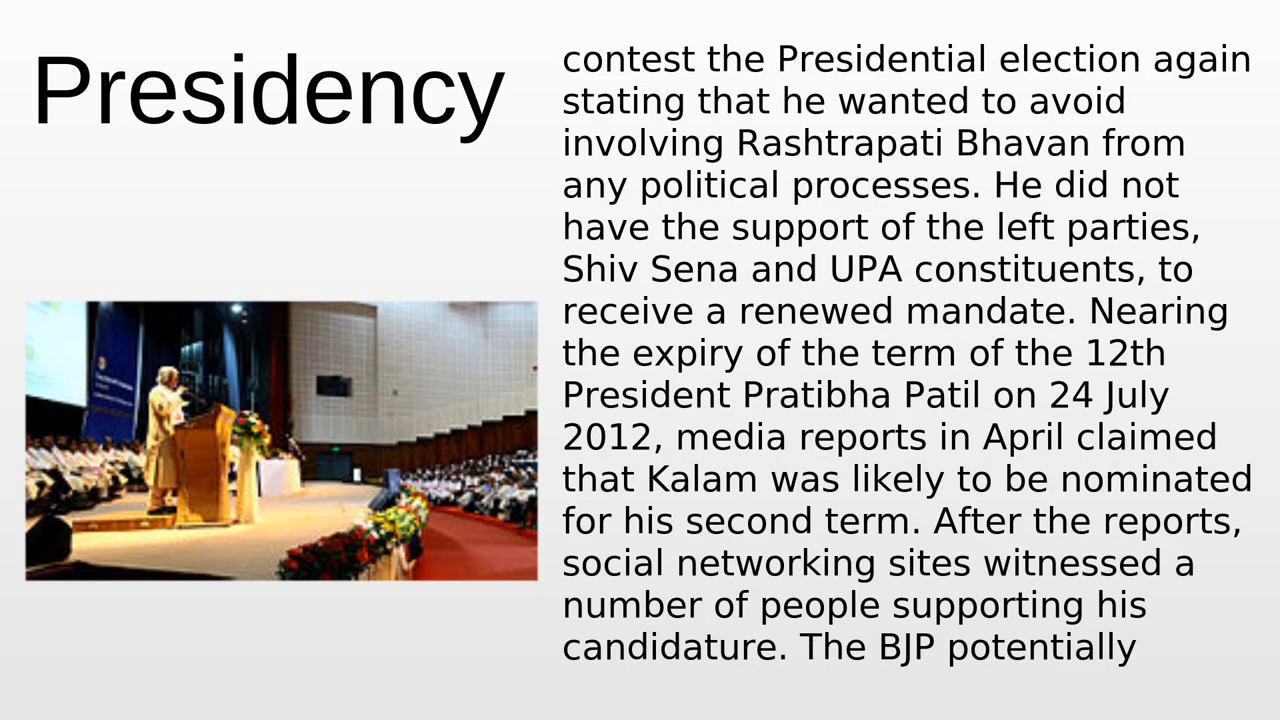 Presidency
contest the Presidential election again
stating that he wanted to avoid
involving Rashtrapati Bhavan from
any political processes. He did not
have the support of the left parties,
Shiv Sena and UPA constituents, to
receive a renewed mandate. Nearing
the expiry of the term of the 12th
President Pratibha Patil on 24 July
2012, media reports in April claimed
that Kalam was likely to be nominated
for his second term. After the reports,
social networking sites witnessed a
number of people supporting his
candidature. The BJP potentially